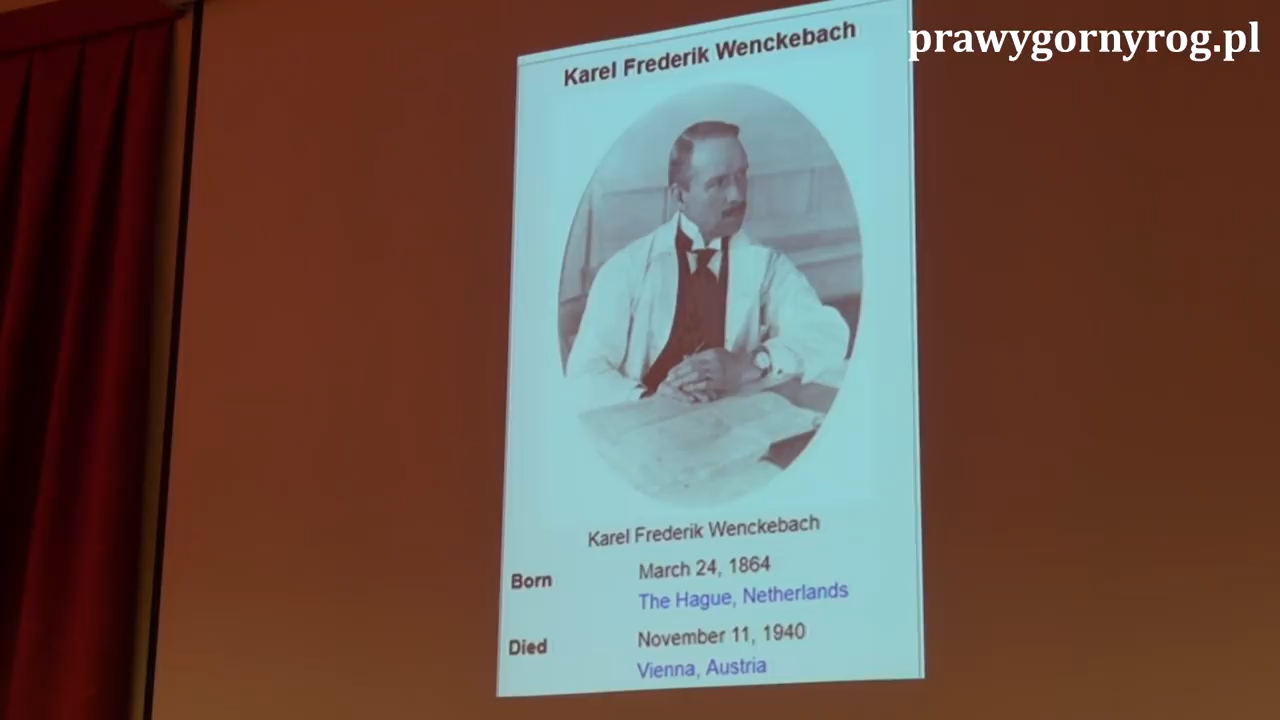 prawygornyrog.pl
Karel Frederik Wenckebach
Karel Frederik Wenckebach
Born March 24, 1864
The Hague, Netherlands
Died November 11, 1940
Vienna, Austria